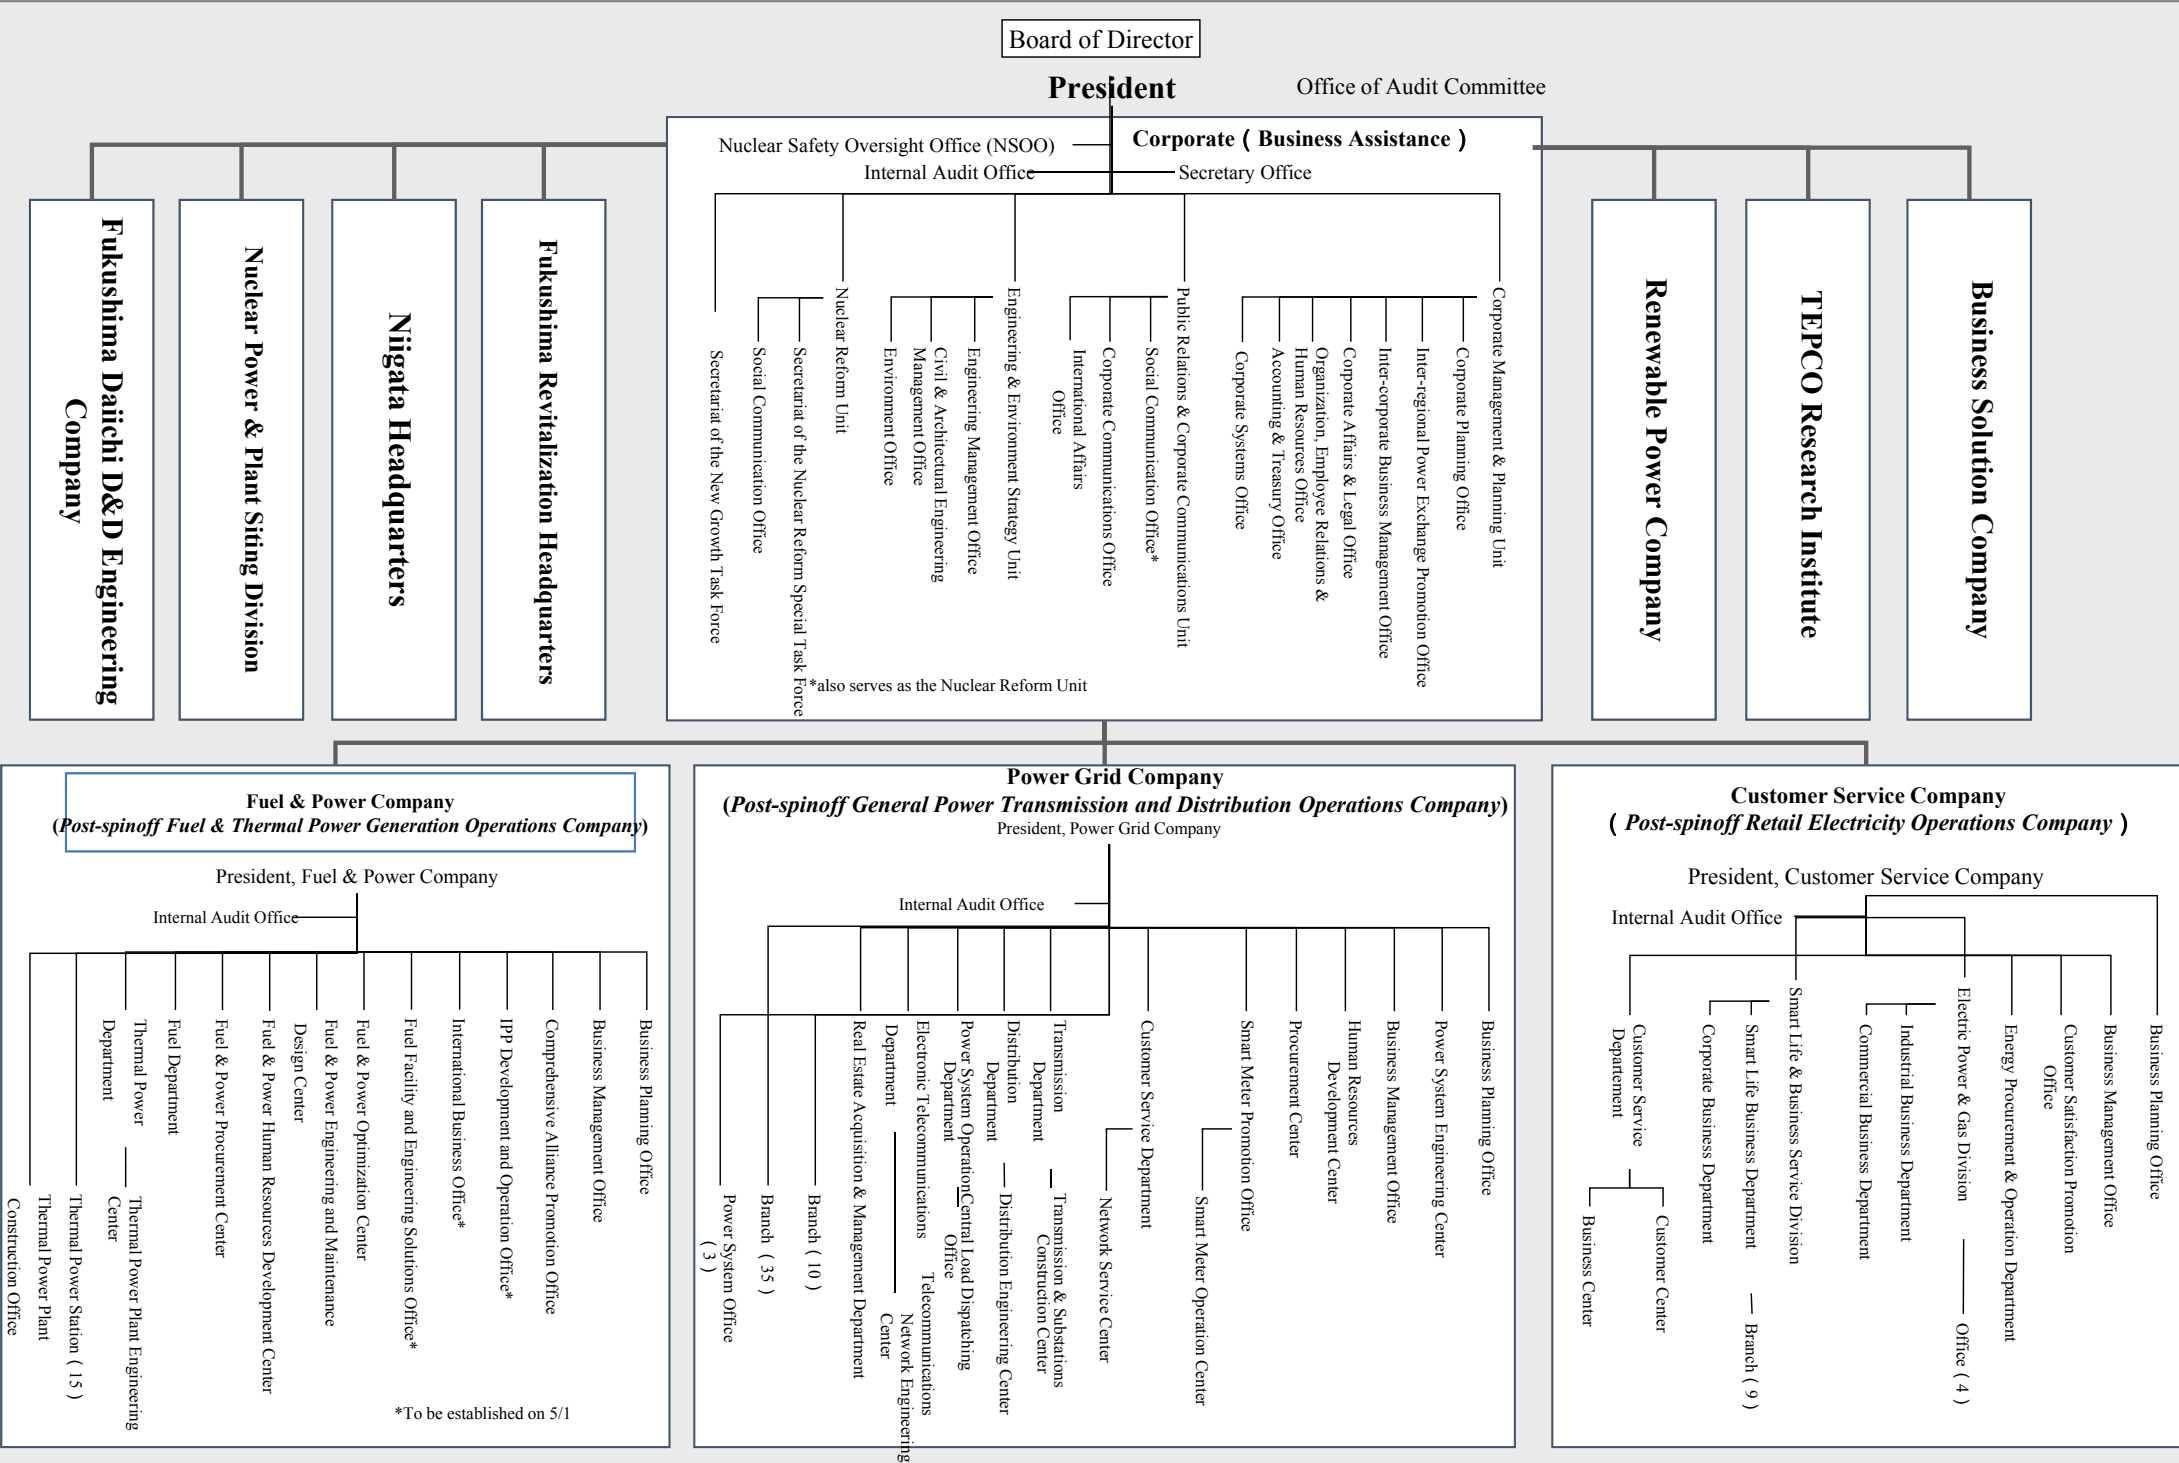 Board of Director
President
Office of Audit Committee
Nuclear Safety Oversight Office (NSOO)
Corporate ( Business Assistance )
Internal Audit Office
Secretary Office
Fukushima Daiichi D&D Engineering
Company
Nuclear Power & Plant Siting Division
Niigata Headquarters
Fukushima Revitalization Headquarters
Secretariat of the New Growth Task Force
Social Communication Office
Secretariat of the Nuclear Reform Special Task Force
Nuclear Reform Unit
Environment Office
Civil & Architectural Engineering
Management Office
Engineering Management Office
Engineering & Environment Strategy Unit
International Affairs
Office
Corporate Communications Office
Social Communication Office*
Public Relations & Corporate Communications Unit
Corporate Systems Office
Accounting & Treasury Office
Organization, Employee Relations &
Human Resources Office
Corporate Affairs & Legal Office
Inter-corporate Business Management Office
Inter-regional Power Exchange Promotion Office
Corporate Planning Office
Corporate Management & Planning Unit
*also serves as the Nuclear Reform Unit
Renewable Power Company
TEPCO Research Institute
Business Solution Company
Fuel & Power Company
(Post-spinoff Fuel & Thermal Power Generation Operations Company)
President, Fuel & Power Company
Internal Audit Office
Thermal Power Plant
Construction Office
Thermal Power Station ( 15 )
Thermal Power
Department
Thermal Power Plant Engineering
Center
Fuel Department
Fuel & Power Procurement Center
Fuel & Power Human Resources Development Center
Fuel & Power Engineering and Maintenance
Design Center
Fuel & Power Optimization Center
Fuel Facility and Engineering Solutions Office*
International Business Office*
IPP Development and Operation Office*
Comprehensive Alliance Promotion Office
Business Management Office
Business Planning Office
*To be established on 5/1
Power Grid Company
(Post-spinoff General Power Transmission and Distribution Operations Company)
President, Power Grid Company
Internal Audit Office
Power System Office
( 3 )
Branch ( 35 )
Branch ( 10 )
Real Estate Acquisition & Management Department
Electronic Telecommunications
Department
Telecommunications
Network Engineering
Center
Power System Operation
Department
Central Load Dispatching
Office
Distribution
Department
Distribution Engineering Center
Transmission
Department
Transmission & Substations
Construction Center
Customer Service Department
Network Service Center
Smart Meter Promotion Office
Smart Meter Operation Center
Procurement Center
Human Resources
Development Center
Business Management Office
Power System Engineering Center
Business Planning Office
Customer Service Company
( Post-spinoff Retail Electricity Operations Company )
President, Customer Service Company
Internal Audit Office
Customer Service
Departement
Business Center
Customer Center
Corporate Business Department
Smart Life Business Department
Branch ( 9 )
Smart Life & Business Service Division
Commercial Business Department
Industrial Business Department
Electric Power & Gas Division
Office ( 4 )
Energy Procurement & Operation Department
Customer Satisfaction Promotion
Office
Business Management Office
Business Planning Office